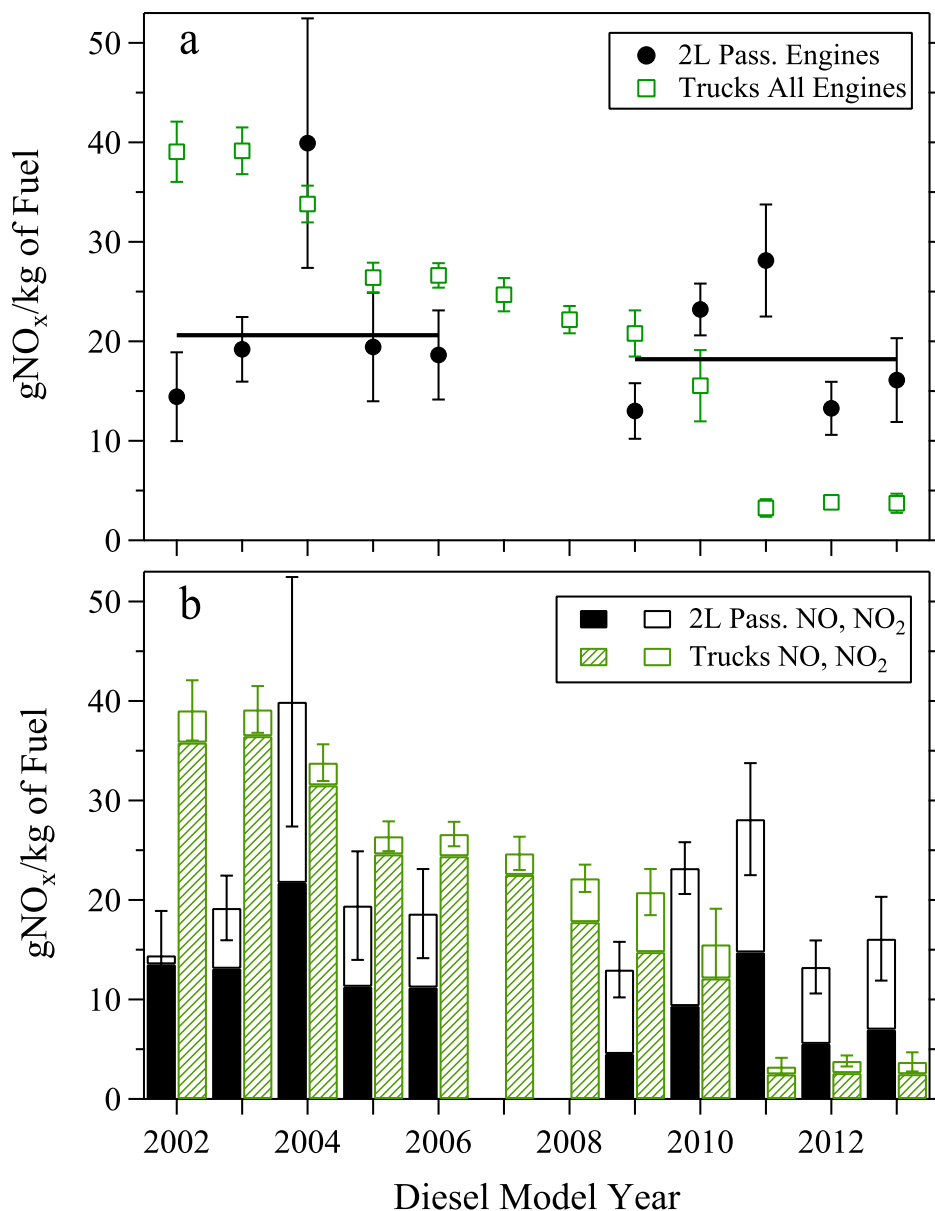 a
2L Pass. Engines
Trucks All Engines
50
40
30
20
10
0
gNOₓ/kg of Fuel
b
2L Pass. NO, NO₂
Trucks NO, NO₂
50
40
30
20
10
0
gNOₓ/kg of Fuel
2002 2004 2006 2008 2010 2012
Diesel Model Year